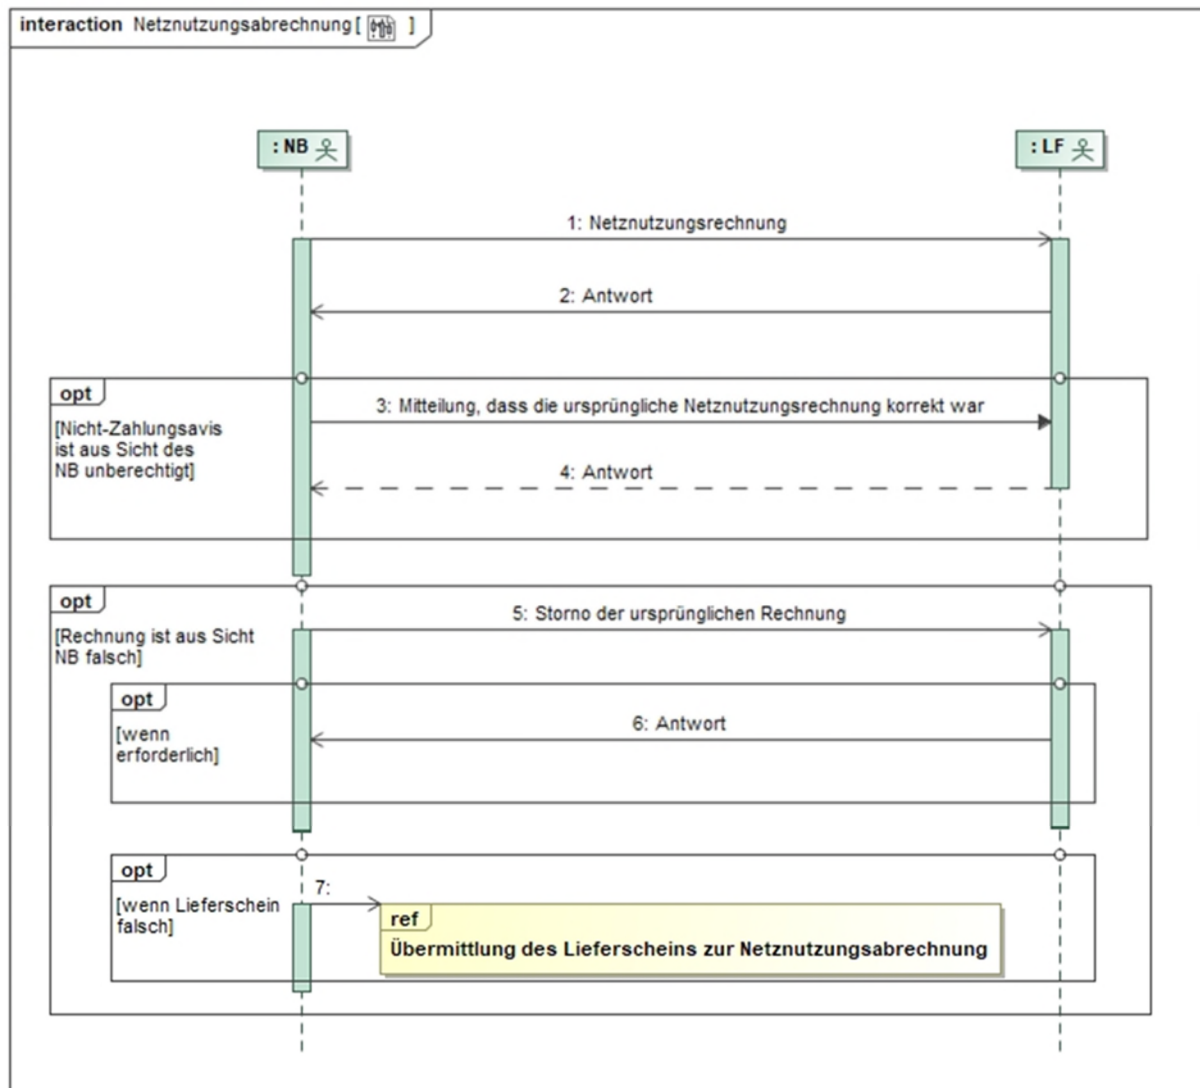 interaction Netznutzungsabrechnung [ ]
: NB
: LF
1: Netznutzungsrechnung
2: Antwort
opt
[Nicht-Zahlungsavis
ist aus Sicht des
NB unberechtigt]
3: Mitteilung, dass die ursprüngliche Netznutzungsrechnung korrekt war
4: Antwort
opt
[Rechnung ist aus Sicht
NB falsch]
5: Storno der ursprünglichen Rechnung
opt
[wenn
erforderlich]
6: Antwort
opt
[wenn Lieferschein
falsch]
7:
ref
Übermittlung des Lieferscheins zur Netznutzungsabrechnung